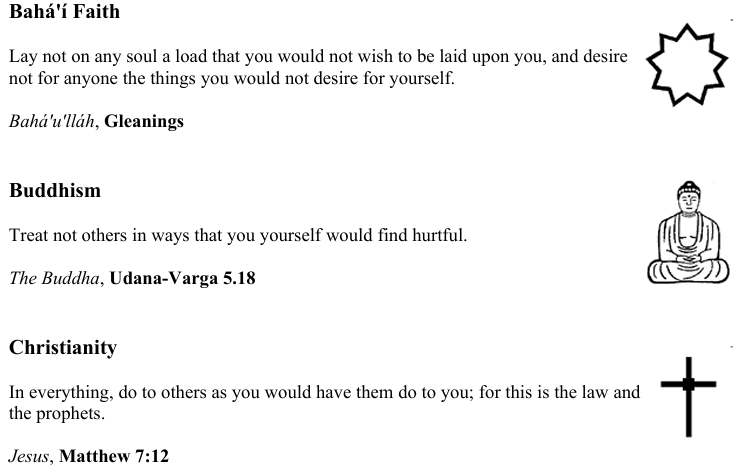 Bahá'í Faith
Lay not on any soul a load that you would not wish to be laid upon you, and desire
not for anyone the things you would not desire for yourself.
Bahá'u'lláh, Gleanings
Buddhism
Treat not others in ways that you yourself would find hurtful.
The Buddha, Udana-Varga 5.18
Christianity
In everything, do to others as you would have them do to you; for this is the law and
the prophets.
Jesus, Matthew 7:12